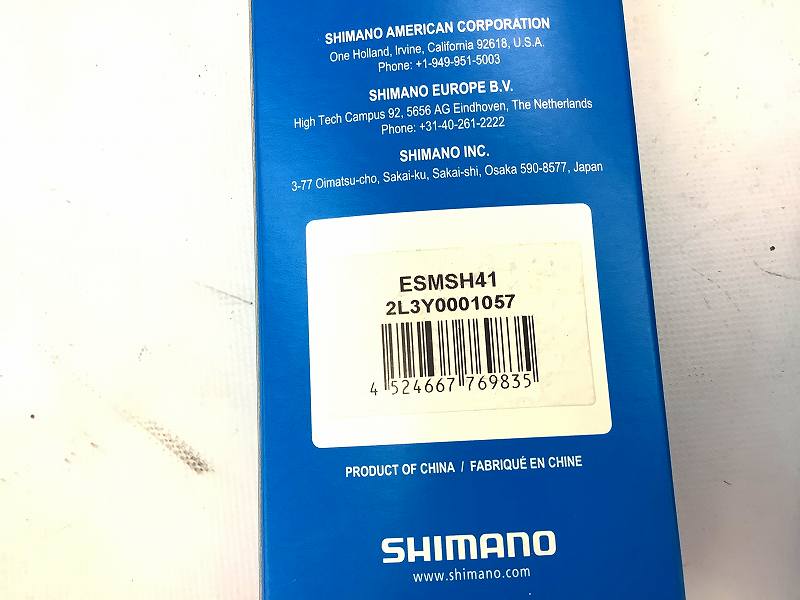 SHIMANO AMERICAN CORPORATION
One Holland, Irvine, California 92618, U.S.A.
Phone: +1-949-951-5003
SHIMANO EUROPE B.V.
High Tech Campus 92, 5656 AG Eindhoven, The Netherlands
Phone: +31-40-261-2222
SHIMANO INC.
3-77 Oimatsu-cho, Sakai-ku, Sakai-shi, Osaka 590-8577, Japan
ESMSH41
2L3Y0001057
4 524667 769835
PRODUCT OF CHINA / FABRIQUÉ EN CHINE
SHIMANO
www.shimano.com